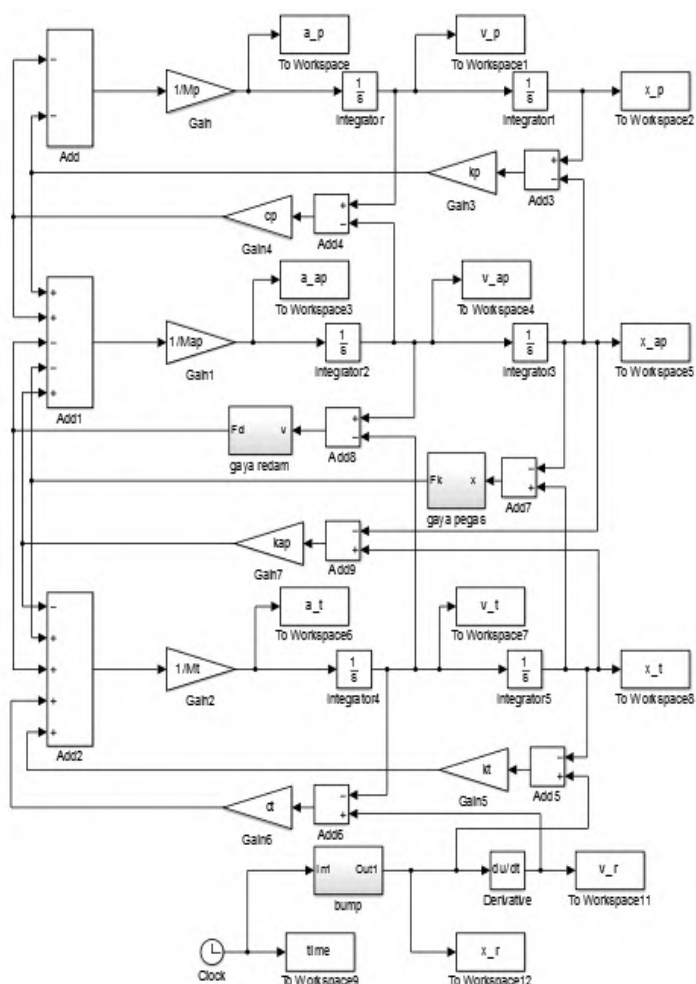 a_p
To Workspace
v_p
To Workspace1
−
−
Add
1/Mp
Gain
1
s
Integrator
1
s
Integrator1
x_p
To Workspace2
kp
Gain3
+
−
Add3
cp
Gain4
+
−
Add4
a_ap
To Workspace3
v_ap
To Workspace4
+
+
−
−
+
Add1
1/Map
Gain1
1
s
Integrator2
1
s
Integrator3
x_ap
To Workspace5
Fd v
gaya redam
+
−
Add8
Fk x
gaya pegas
−
+
Add7
kap
Gain7
−
+
Add9
a_t
To Workspace6
v_t
To Workspace7
−
+
+
+
+
Add2
1/Mt
Gain2
1
s
Integrator4
1
s
Integrator5
x_t
To Workspace8
kt
Gain5
−
+
Add5
ct
Gain6
−
+
Add6
In1 Out1
bump
du/dt
Derivative
v_r
To Workspace11
Clock
time
To Workspace9
x_r
To Workspace12